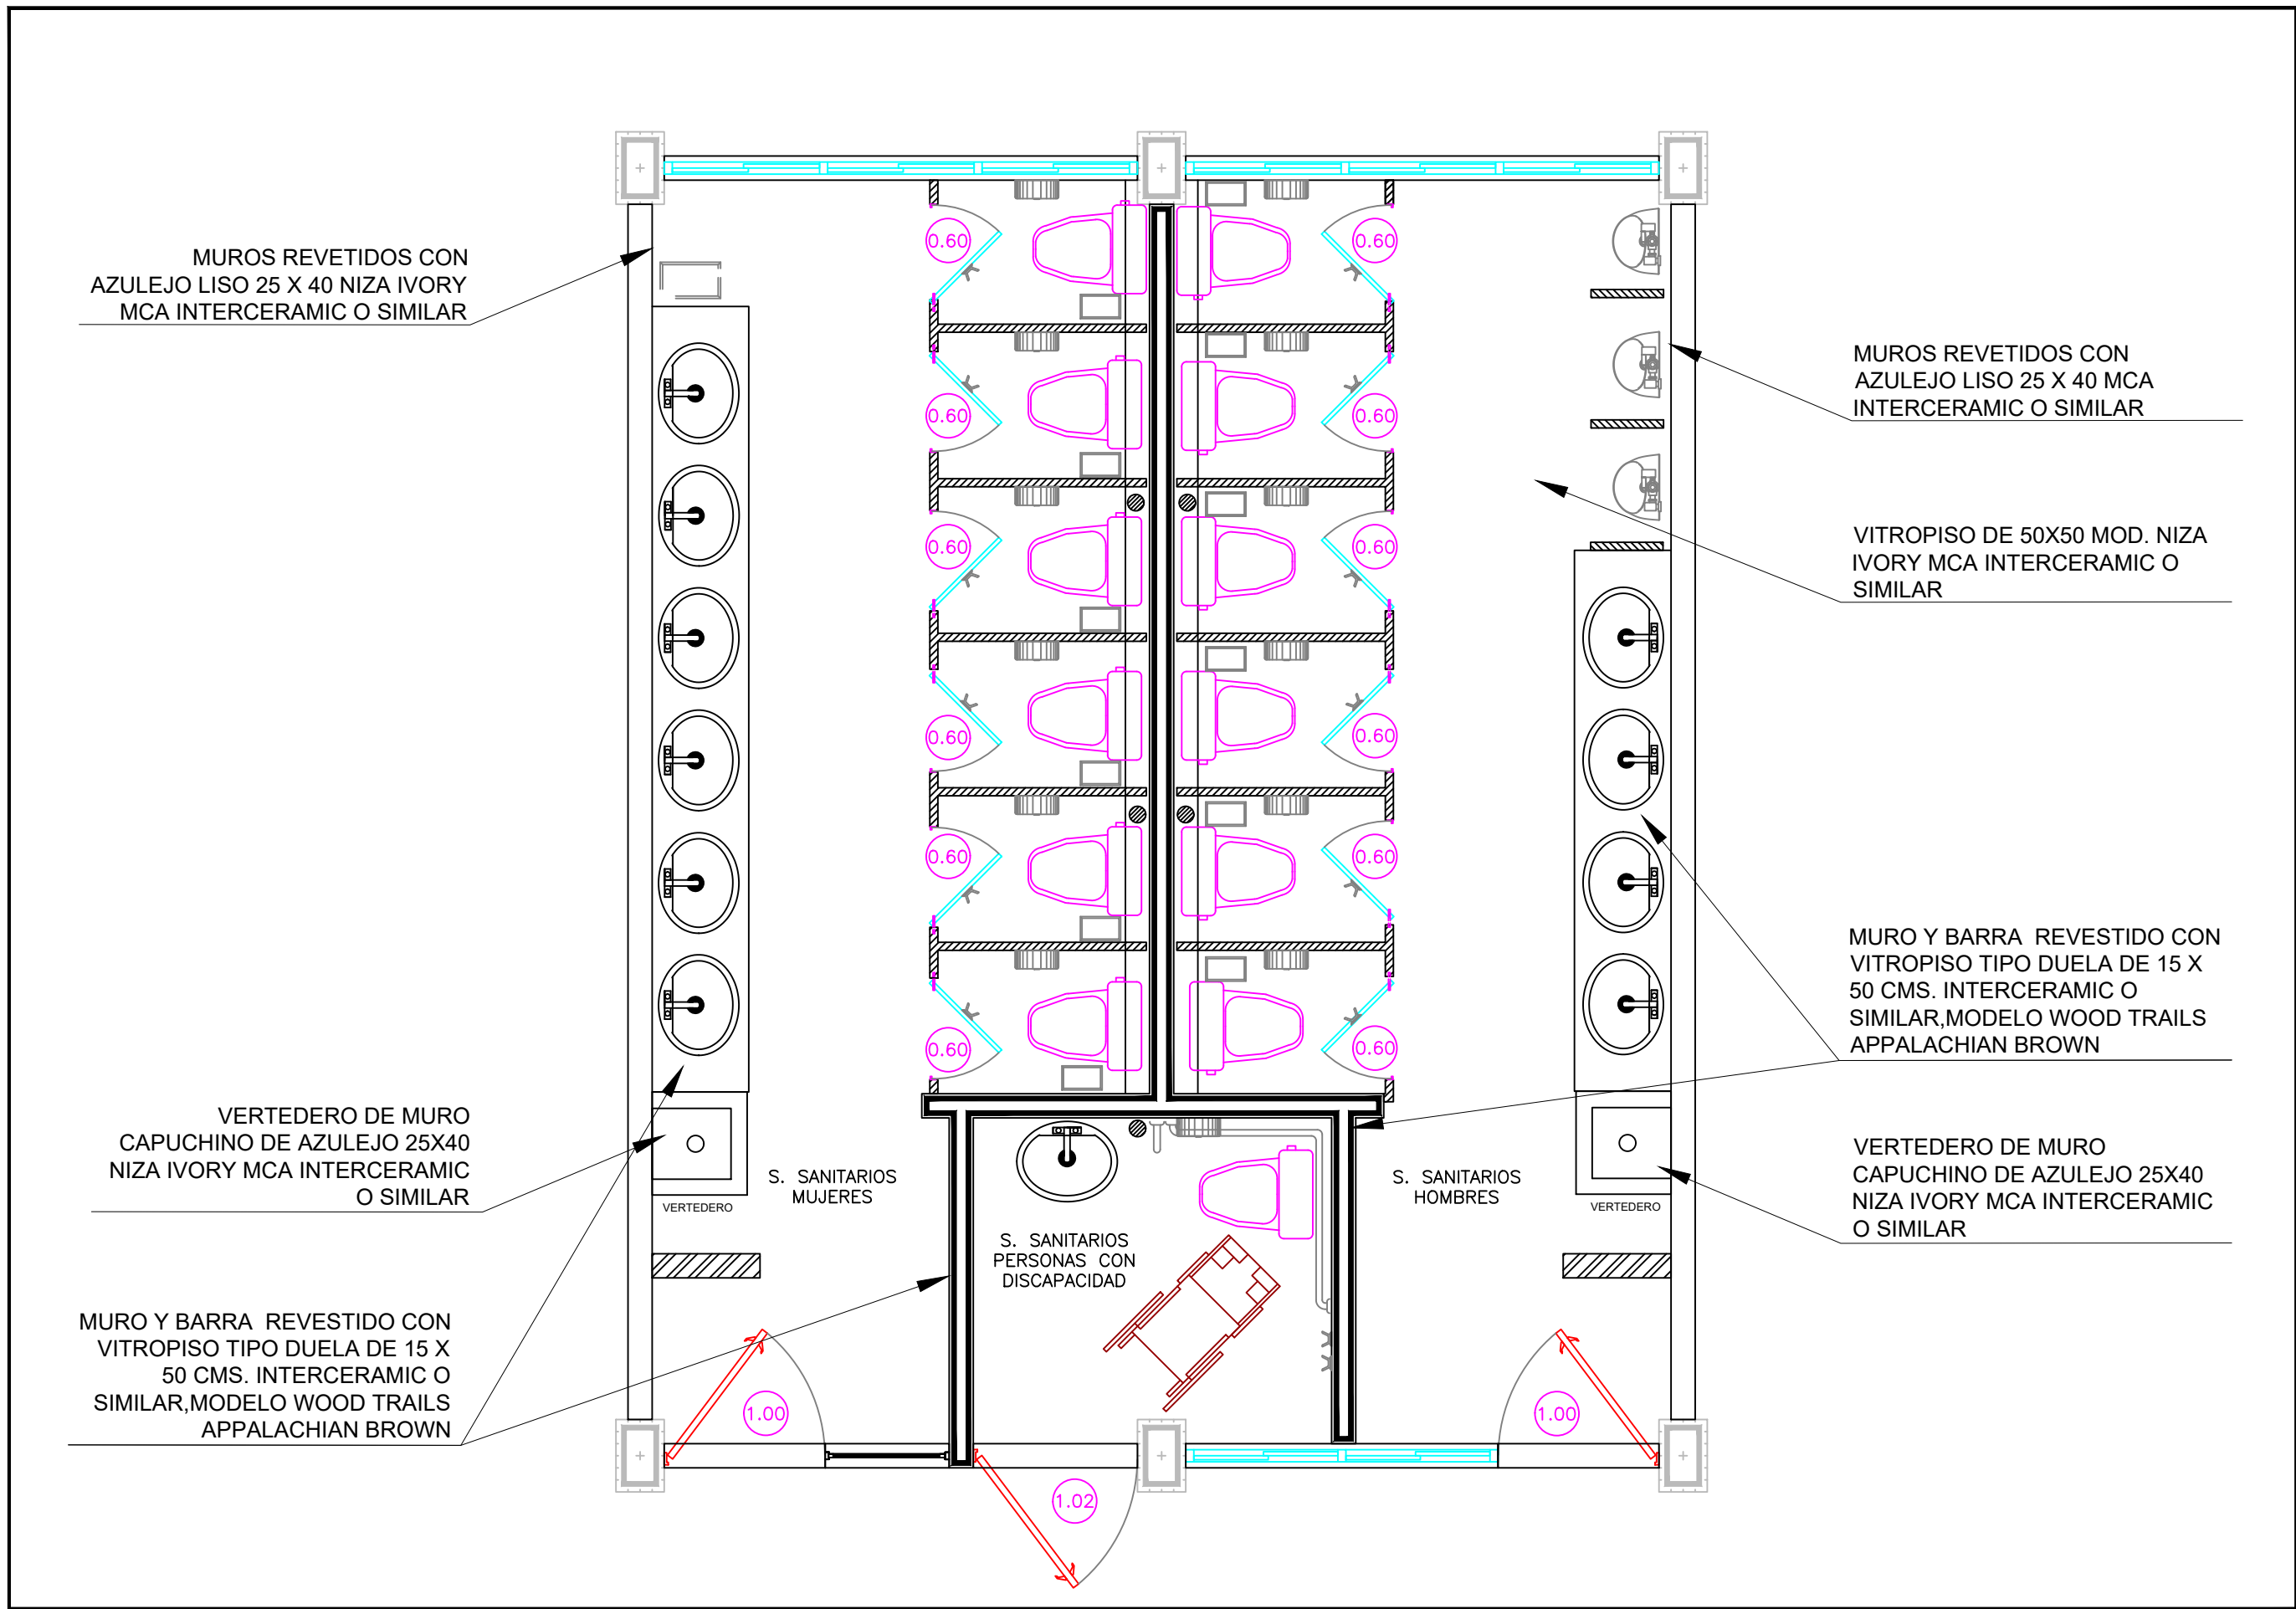 MUROS REVETIDOS CON
AZULEJO LISO 25 X 40 NIZA IVORY
MCA INTERCERAMIC O SIMILAR
VERTEDERO DE MURO
CAPUCHINO DE AZULEJO 25X40
NIZA IVORY MCA INTERCERAMIC
O SIMILAR
MURO Y BARRA REVESTIDO CON
VITROPISO TIPO DUELA DE 15 X
50 CMS. INTERCERAMIC O
SIMILAR,MODELO WOOD TRAILS
APPALACHIAN BROWN
0.60
0.60
0.60
0.60
0.60
0.60
0.60
0.60
0.60
0.60
0.60
0.60
VERTEDERO
S. SANITARIOS
MUJERES
S. SANITARIOS
PERSONAS CON
DISCAPACIDAD
S. SANITARIOS
HOMBRES
VERTEDERO
1.00
1.02
1.00
MUROS REVETIDOS CON
AZULEJO LISO 25 X 40 MCA
INTERCERAMIC O SIMILAR
VITROPISO DE 50X50 MOD. NIZA
IVORY MCA INTERCERAMIC O
SIMILAR
MURO Y BARRA REVESTIDO CON
VITROPISO TIPO DUELA DE 15 X
50 CMS. INTERCERAMIC O
SIMILAR,MODELO WOOD TRAILS
APPALACHIAN BROWN
VERTEDERO DE MURO
CAPUCHINO DE AZULEJO 25X40
NIZA IVORY MCA INTERCERAMIC
O SIMILAR